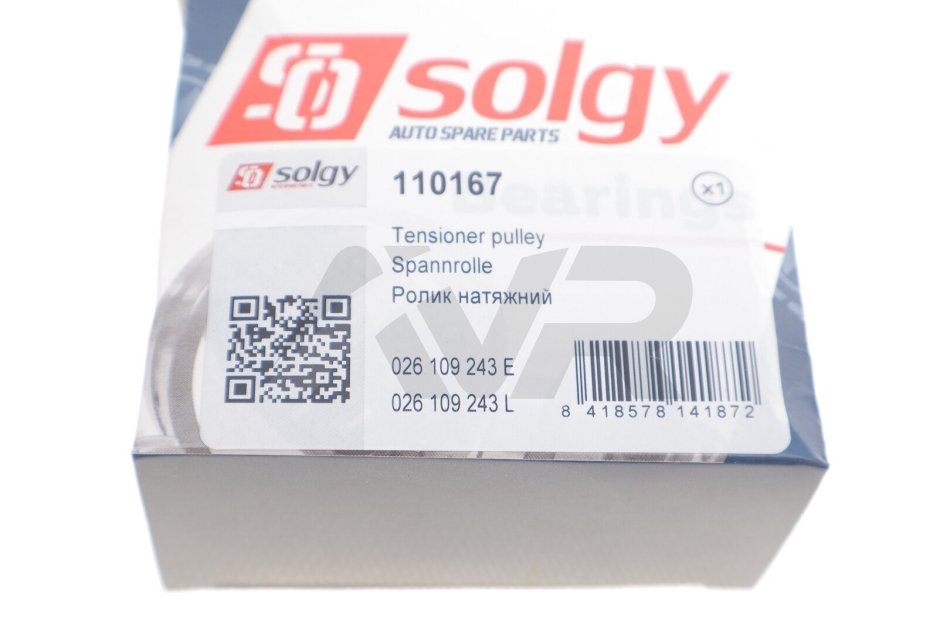 solgy
AUTO SPARE PARTS
solgy
110167
x1
Bearings
Tensioner pulley
Spannrolle
Ролик натяжний
026 109 243 E
026 109 243 L
8 418578 141872
iVP